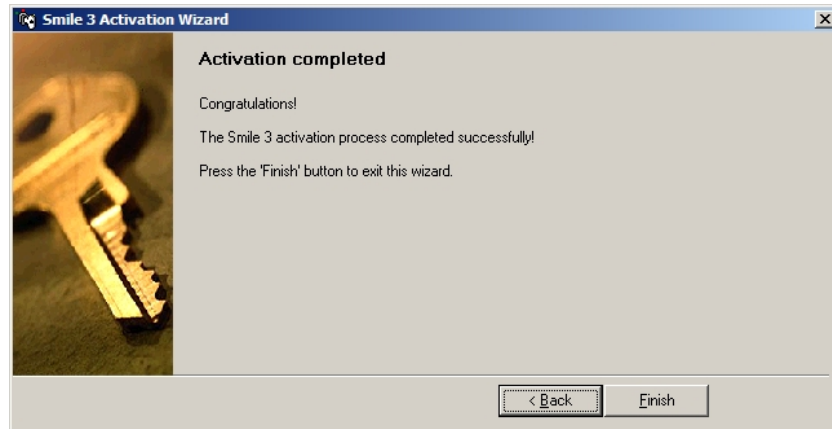 Smile 3 Activation Wizard
Activation completed
Congratulations!
The Smile 3 activation process completed successfully!
Press the 'Finish' button to exit this wizard.
< Back
Finish